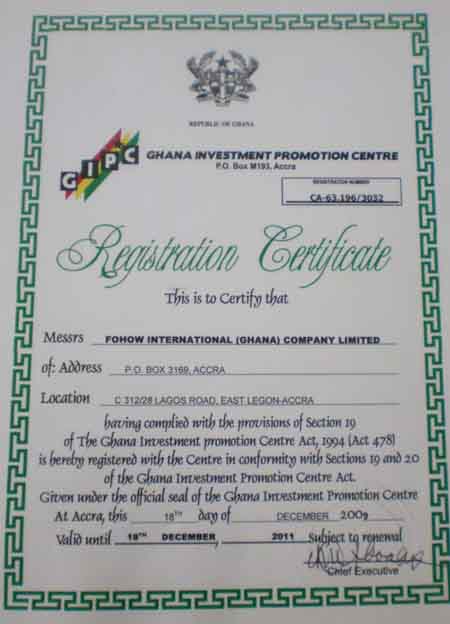 REPUBLIC OF GHANA
GIPC
GHANA INVESTMENT PROMOTION CENTRE
P.O. Box M193, Accra
REGISTRATION NUMBER
CA-63.196/3032
Registration Certificate
This is to Certify that
Messrs FOHOW INTERNATIONAL (GHANA) COMPANY LIMITED
of: Address P.O. BOX 3169, ACCRA
Location C 312/28 LAGOS ROAD, EAST LEGON-ACCRA
having complied with the provisions of Section 19
of The Ghana Investment promotion Centre Act, 1994 (Act 478)
is hereby registered with the Centre in conformity with Sections 19 and 20
of the Ghana Investment Promotion Centre Act.
Given under the official seal of the Ghana Investment Promotion Centre
At Accra, this 18TH day of DECEMBER 2009
Valid until 18TH DECEMBER, 2011 Subject to renewal
Chief Executive